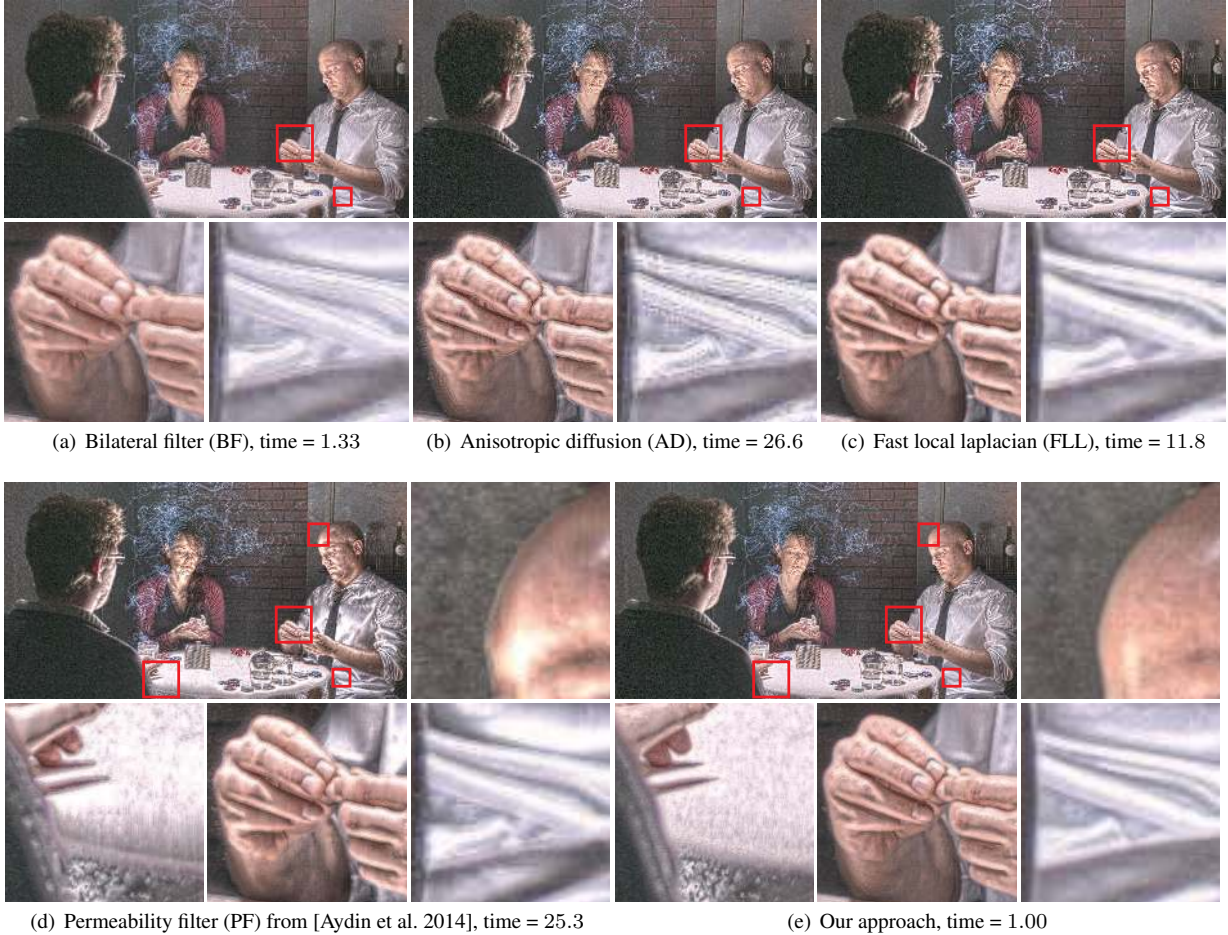 (a) Bilateral filter (BF), time = 1.33
(b) Anisotropic diffusion (AD), time = 26.6
(c) Fast local laplacian (FLL), time = 11.8
(d) Permeability filter (PF) from [Aydin et al. 2014], time = 25.3
(e) Our approach, time = 1.00